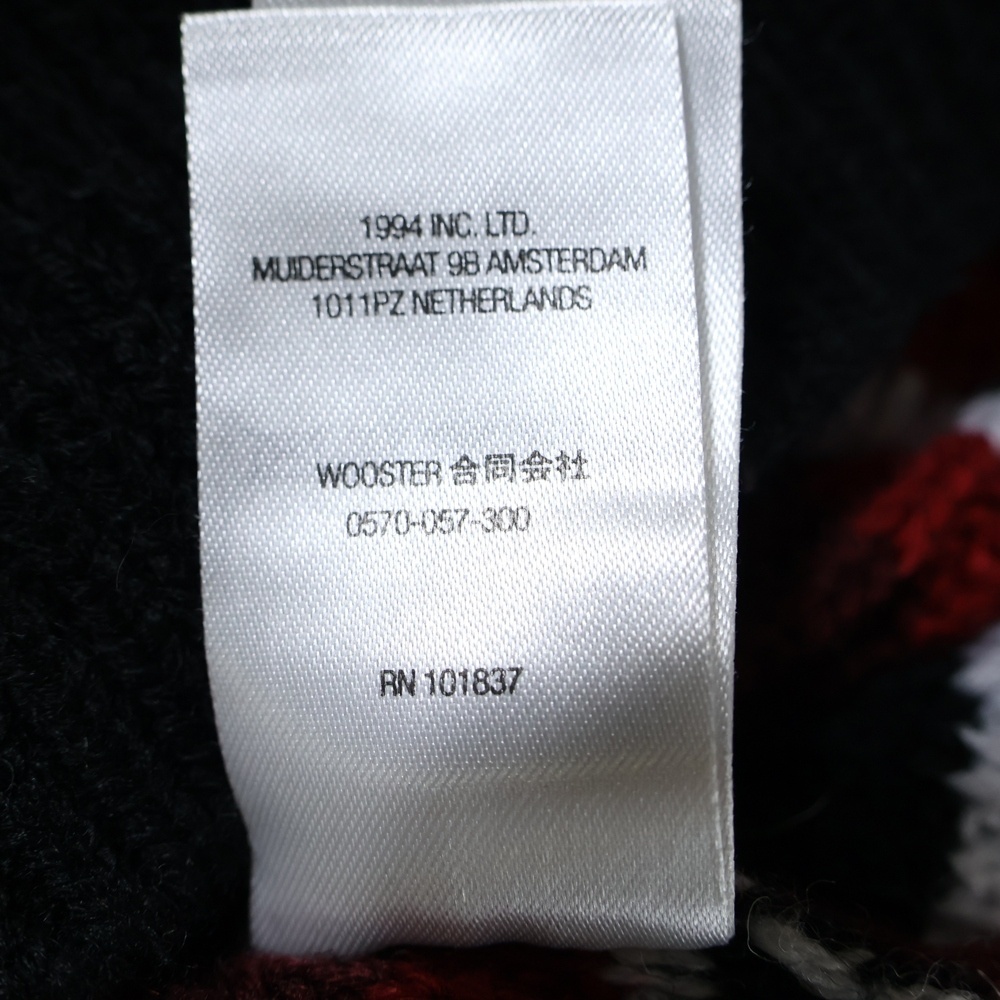 1994 INC. LTD.
MUIDERSTRAAT 9B AMSTERDAM
1011PZ NETHERLANDS
WOOSTER 合同会社
0570-057-300
RN 101837